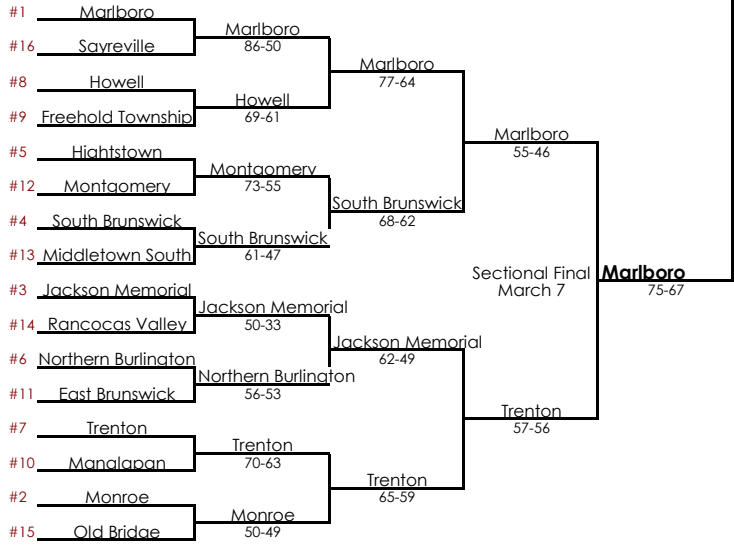 #1 Marlboro
Marlboro
86-50
#16 Sayreville
Marlboro
77-64
#8 Howell
Howell
69-61
#9 Freehold Township
Marlboro
55-46
#5 Hightstown
Montgomery
73-55
#12 Montgomery
South Brunswick
68-62
#4 South Brunswick
South Brunswick
61-47
#13 Middletown South
Sectional Final
March 7
Marlboro
75-67
#3 Jackson Memorial
Jackson Memorial
50-33
#14 Rancocas Valley
Jackson Memorial
62-49
#6 Northern Burlington
Northern Burlington
56-53
#11 East Brunswick
Trenton
57-56
#7 Trenton
Trenton
70-63
#10 Manalapan
Trenton
65-59
#2 Monroe
Monroe
50-49
#15 Old Bridge